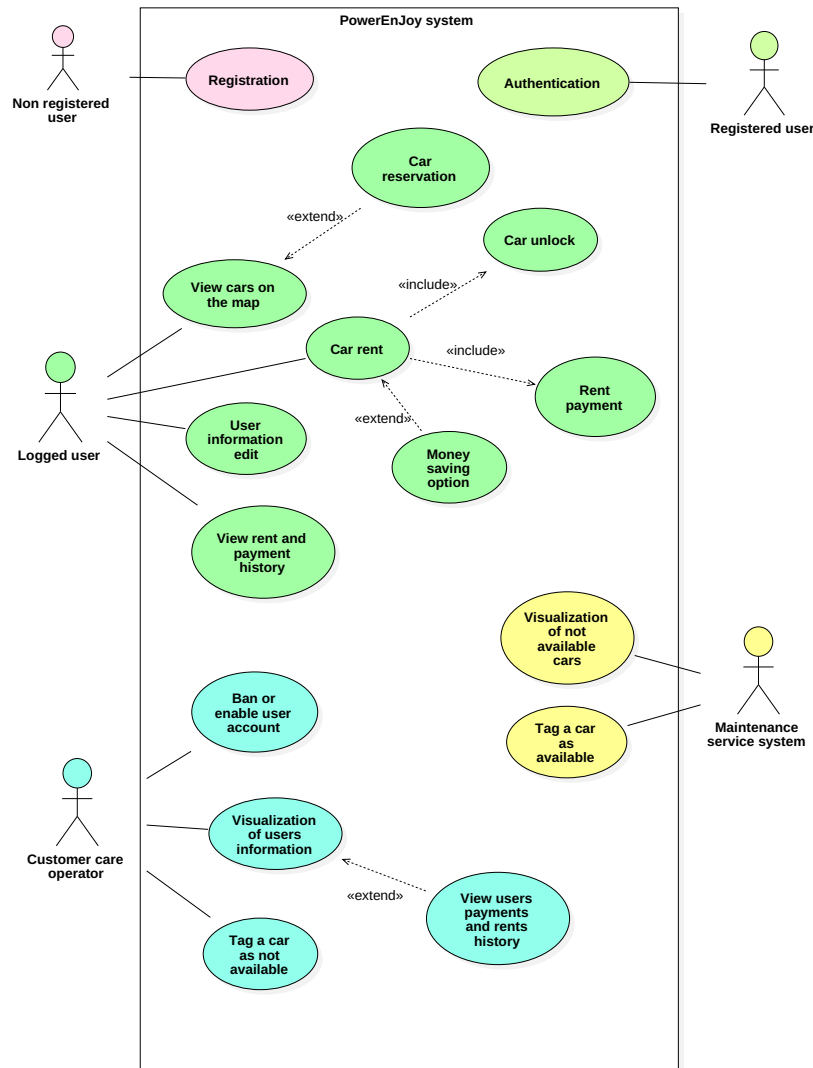 PowerEnJoy system
Non registered
user
Registration
Authentication
Registered user
Car
reservation
«extend»
Car unlock
View cars on
the map
«include»
Car rent
«include»
Rent
payment
Logged user
User
information
edit
«extend»
Money
saving
option
View rent and
payment
history
Visualization
of not
available
cars
Ban or
enable user
account
Tag a car
as
available
Maintenance
service system
Visualization
of users
information
Customer care
operator
«extend»
View users
payments
and rents
history
Tag a car
as not
available